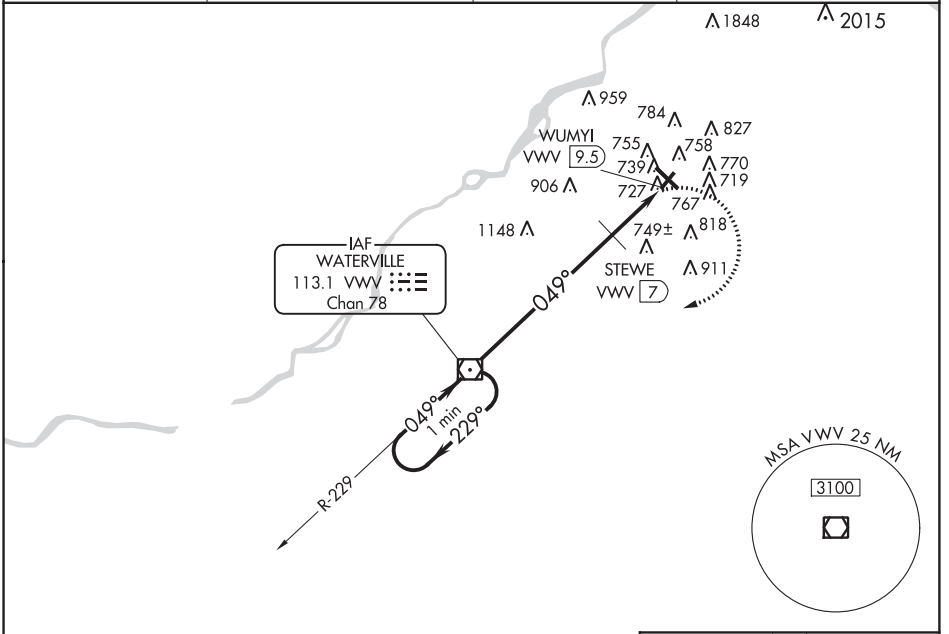 1848
2015
959
784
827
WUMYI
VWV 9.5
755
758
739
770
719
906
727
767
1148
749±
818
IAF
WATERVILLE
113.1 VWV
Chan 78
STEWE
VWV 7
911
049°
049°
1 min
229°
R-229
MSA VWV 25 NM
3100